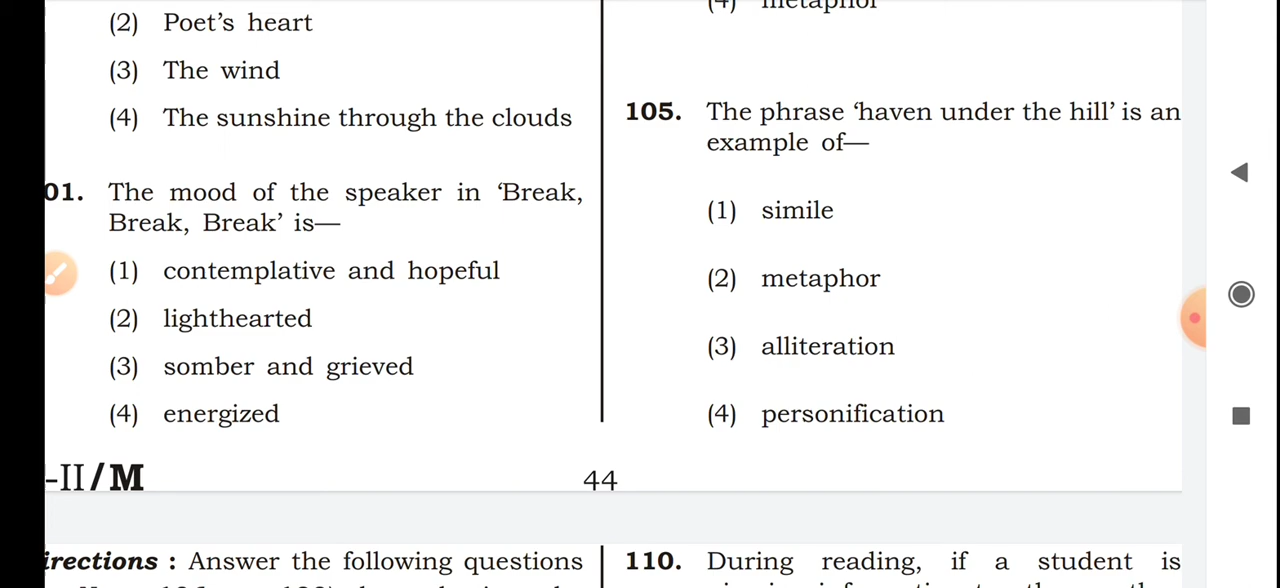 (2) Poet's heart
(3) The wind
(4) The sunshine through the clouds
01. The mood of the speaker in 'Break,
Break, Break' is—
(1) contemplative and hopeful
(2) lighthearted
(3) somber and grieved
(4) energized
(4) metaphor
105. The phrase 'haven under the hill' is an
example of—
(1) simile
(2) metaphor
(3) alliteration
(4) personification
-II/M
44
irections : Answer the following questions
110. During reading, if a student is